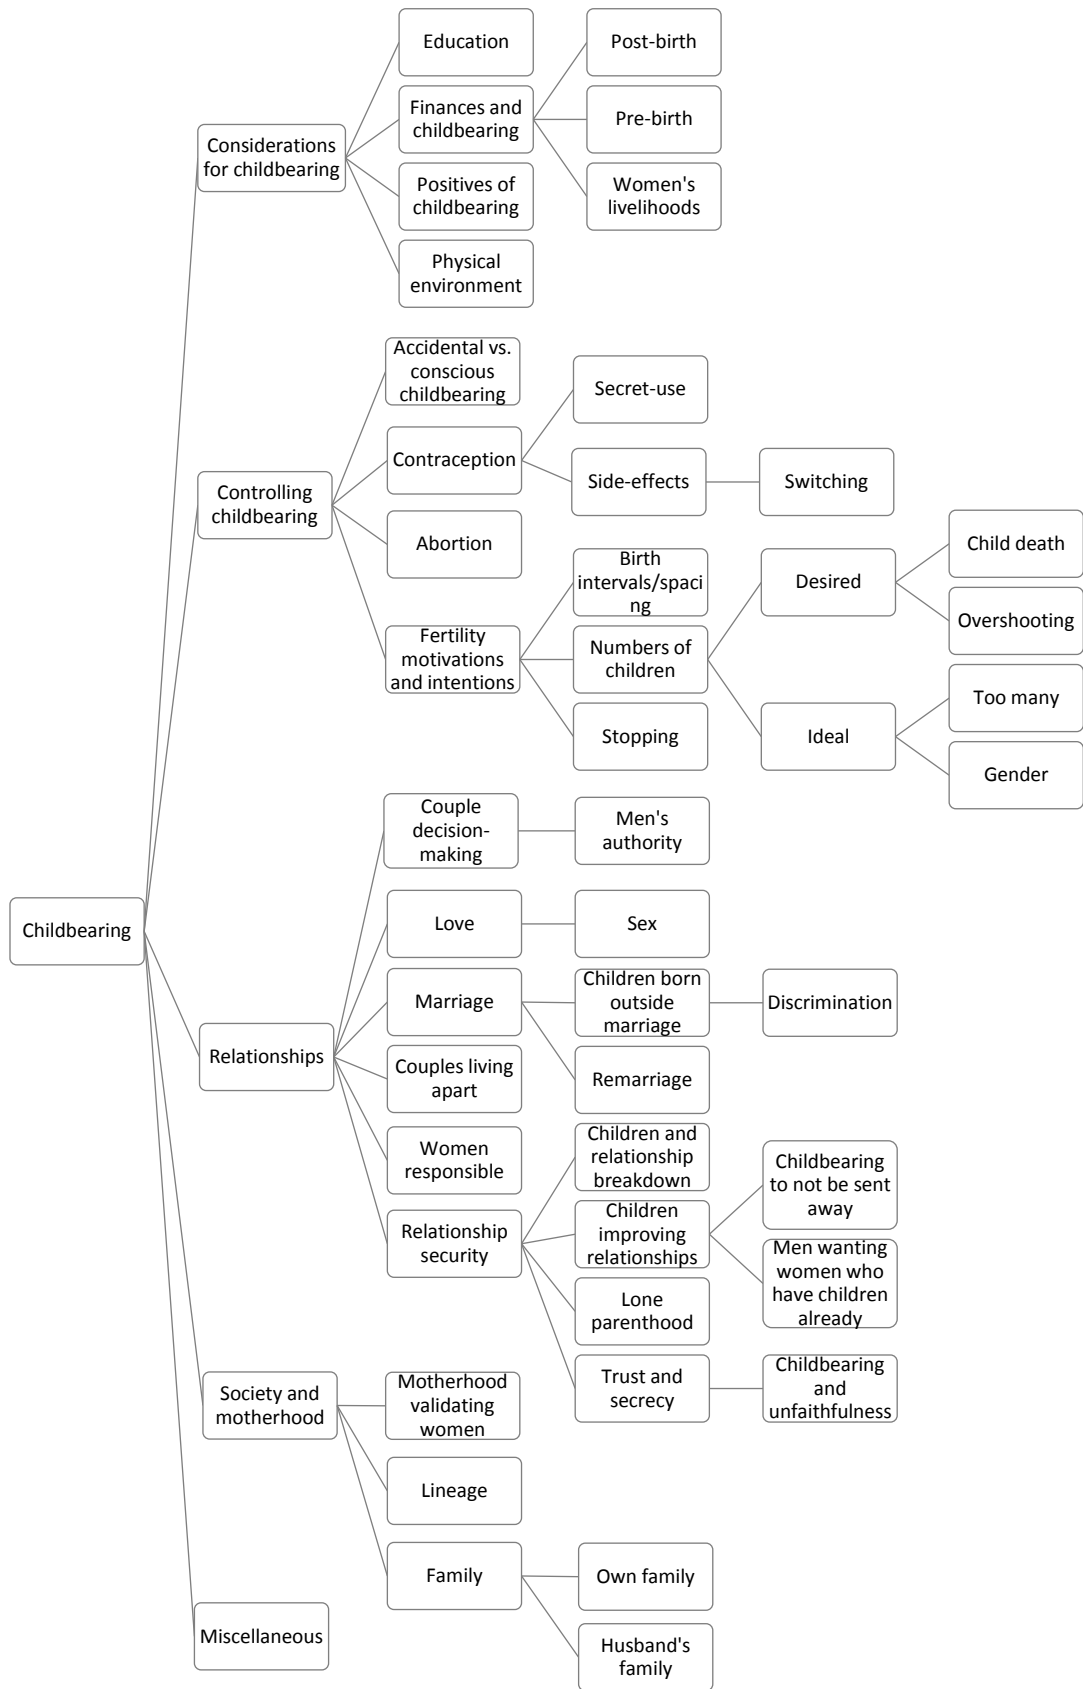 Childbearing
Considerations
for childbearing
Education
Finances and
childbearing
Post-birth
Pre-birth
Women's
livelihoods
Positives of
childbearing
Physical
environment
Controlling
childbearing
Accidental vs.
conscious
childbearing
Contraception
Secret-use
Side-effects
Switching
Abortion
Fertility
motivations
and intentions
Birth
intervals/spaci
ng
Numbers of
children
Desired
Child death
Overshooting
Ideal
Too many
Gender
Stopping
Relationships
Couple
decision-
making
Men's
authority
Love
Sex
Marriage
Children born
outside
marriage
Discrimination
Remarriage
Couples living
apart
Women
responsible
Relationship
security
Children and
relationship
breakdown
Children
improving
relationships
Childbearing
to not be sent
away
Men wanting
women who
have children
already
Lone
parenthood
Trust and
secrecy
Childbearing
and
unfaithfulness
Society and
motherhood
Motherhood
validating
women
Lineage
Family
Own family
Husband's
family
Miscellaneous